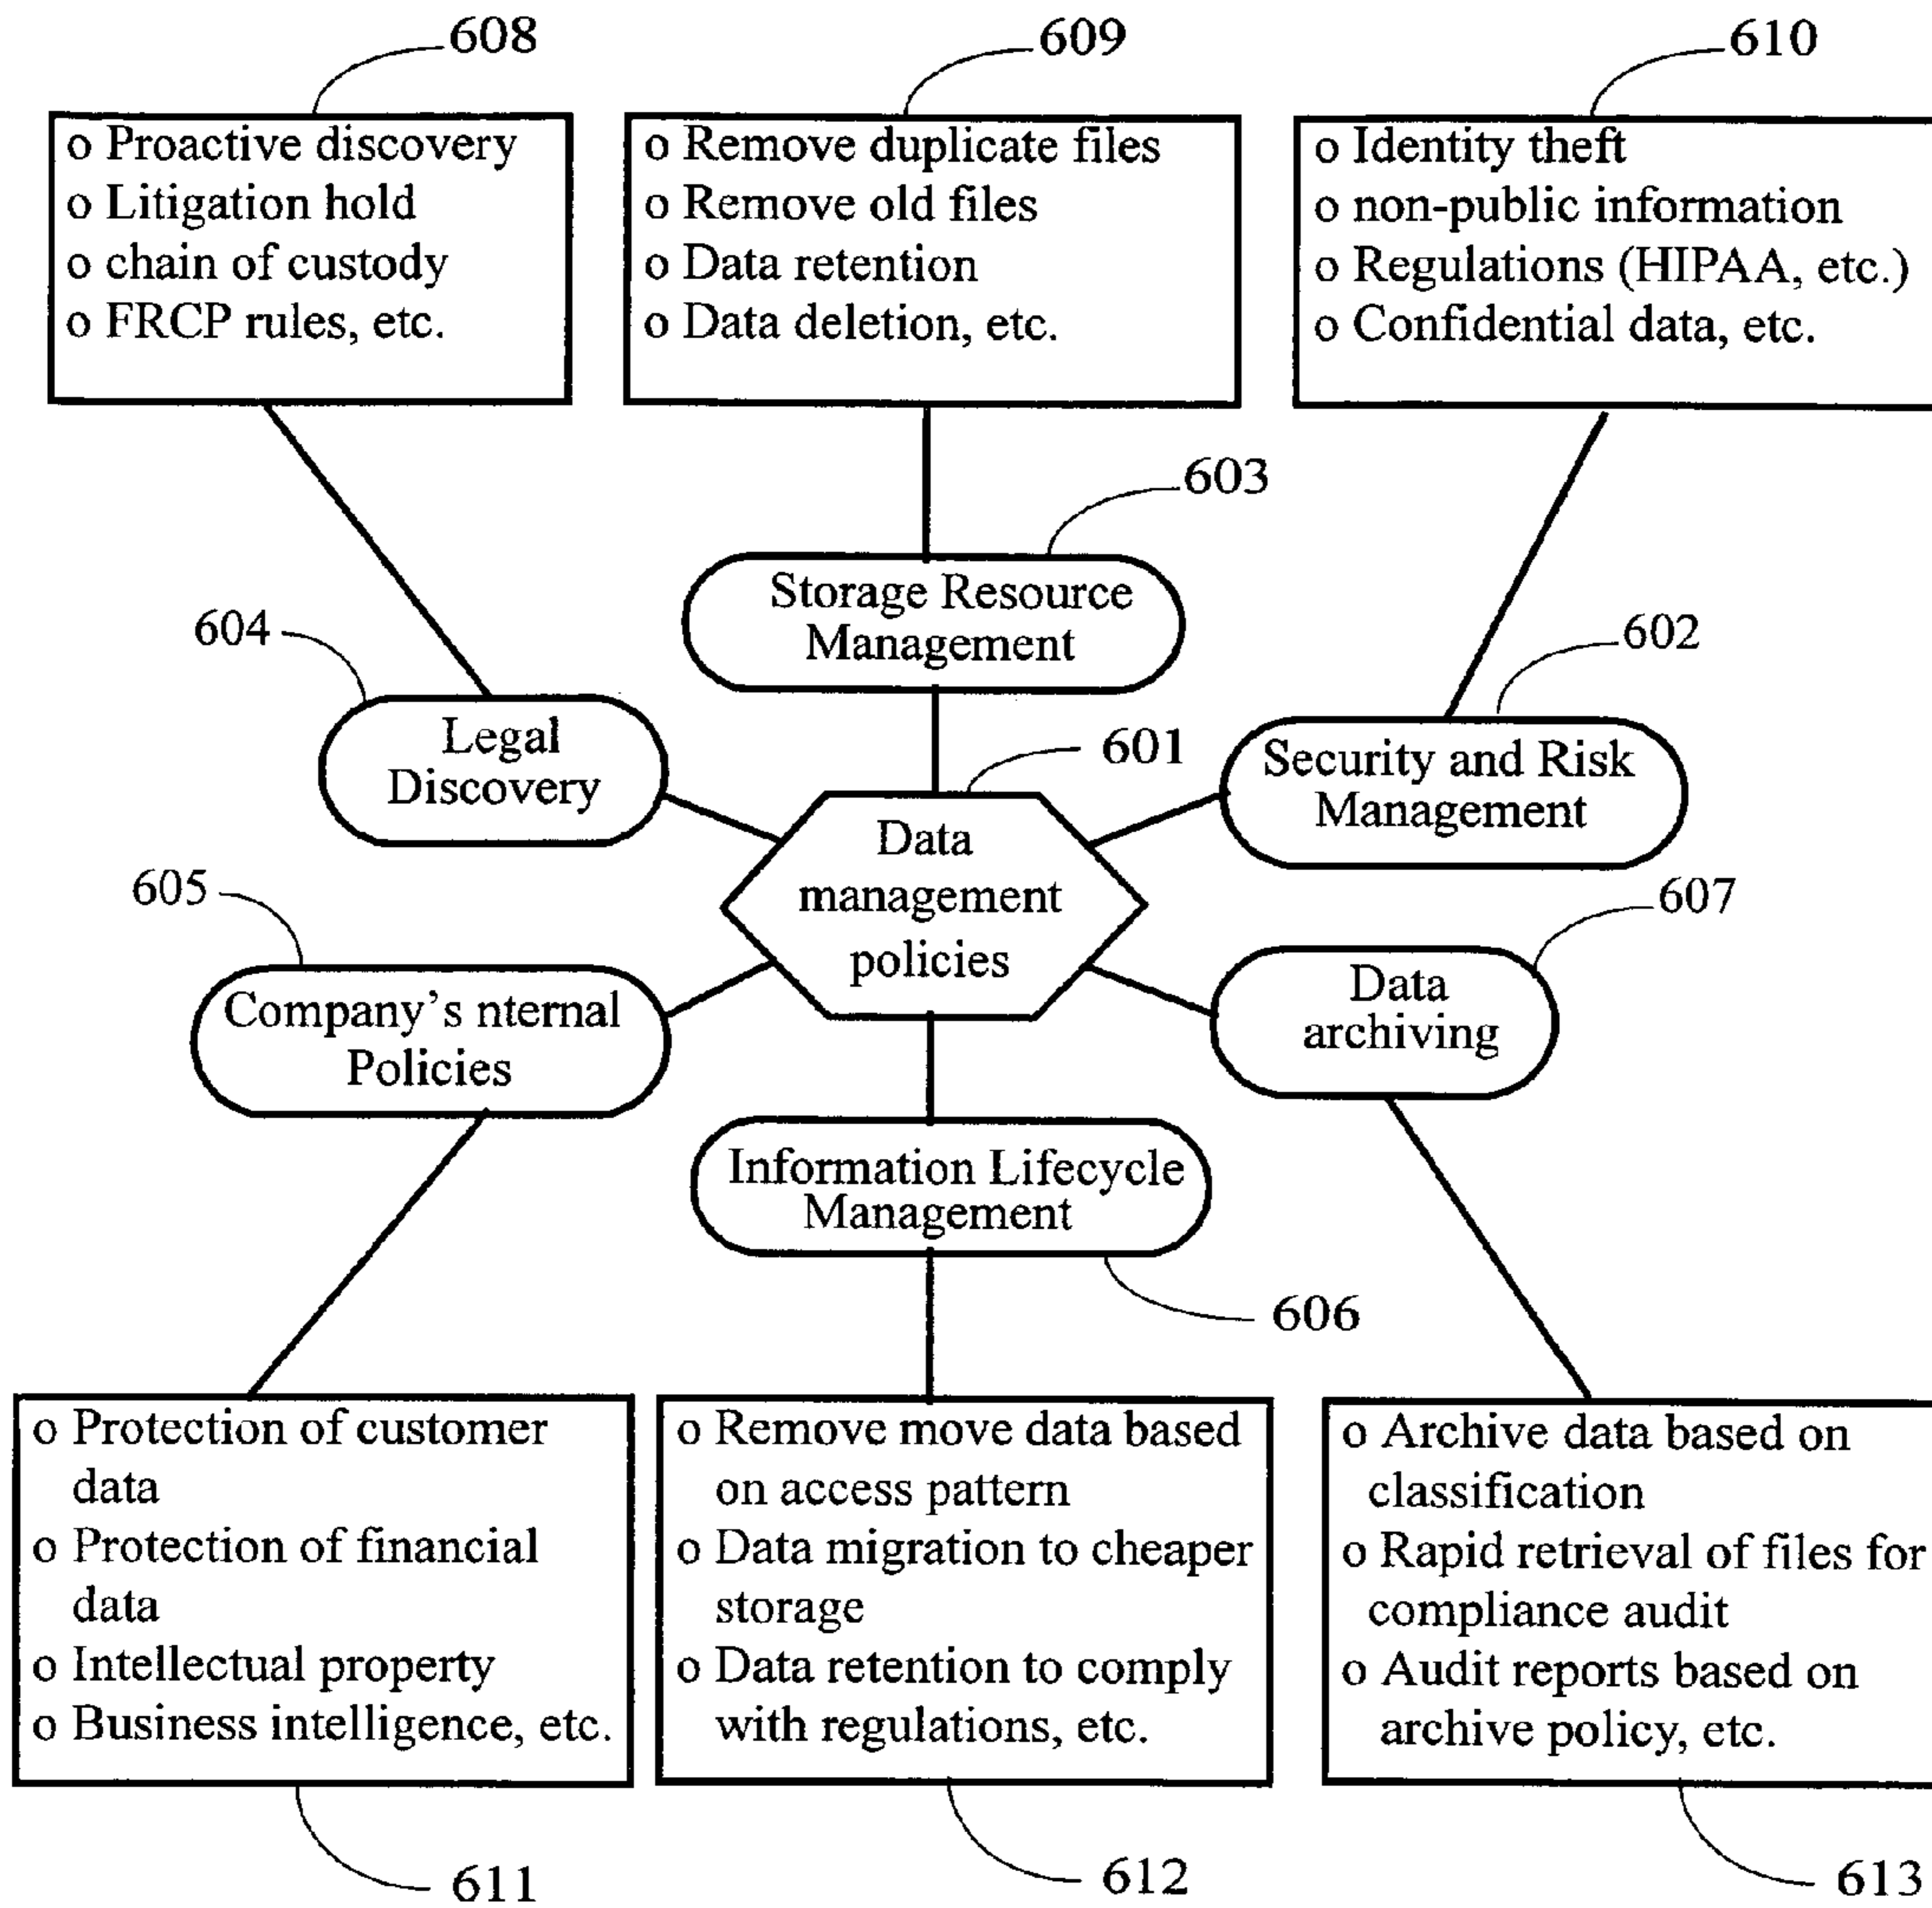 608
609
610
o Proactive discovery
o Litigation hold
o chain of custody
o FRCP rules, etc.
o Remove duplicate files
o Remove old files
o Data retention
o Data deletion, etc.
o Identity theft
o non-public information
o Regulations (HIPAA, etc.)
o Confidential data, etc.
603
Storage Resource
Management
604
Legal
Discovery
602
Security and Risk
Management
601
Data
management
policies
605
Company's nternal
Policies
607
Data
archiving
Information Lifecycle
Management
606
o Protection of customer
data
o Protection of financial
data
o Intellectual property
o Business intelligence, etc.
o Remove move data based
on access pattern
o Data migration to cheaper
storage
o Data retention to comply
with regulations, etc.
o Archive data based on
classification
o Rapid retrieval of files for
compliance audit
o Audit reports based on
archive policy, etc.
611
612
613